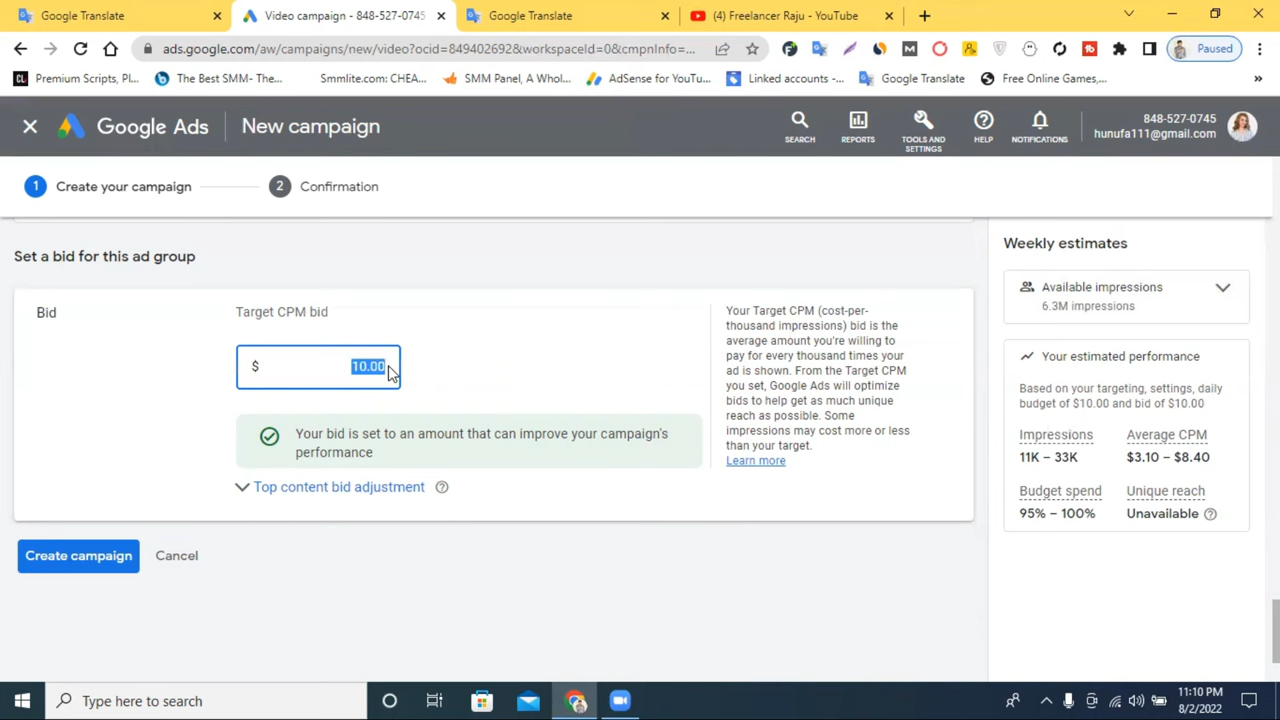 Google Translate
Video campaign - 848-527-0745
Google Translate
(4) Freelancer Raju - YouTube
ads.google.com/aw/campaigns/new/video?ocid=849402692&workspaceId=0&cmpnInfo=...
Paused
Premium Scripts, Pl...
The Best SMM- The...
Smmlite.com: CHEA...
SMM Panel, A Whol...
AdSense for YouTu...
Linked accounts -...
Google Translate
Free Online Games,...
Google Ads
New campaign
SEARCH
REPORTS
TOOLS AND
SETTINGS
HELP
NOTIFICATIONS
848-527-0745
hunufa111@gmail.com
1 Create your campaign
2 Confirmation
Set a bid for this ad group
Bid
Target CPM bid
$ 10.00
Your bid is set to an amount that can improve your campaign's
performance
Top content bid adjustment
Your Target CPM (cost-per-
thousand impressions) bid is the
average amount you're willing to
pay for every thousand times your
ad is shown. From the Target CPM
you set, Google Ads will optimize
bids to help get as much unique
reach as possible. Some
impressions may cost more or less
than your target.
Learn more
Create campaign
Cancel
Weekly estimates
Available impressions
6.3M impressions
Your estimated performance
Based on your targeting, settings, daily
budget of $10.00 and bid of $10.00
Impressions Average CPM
11K – 33K $3.10 – $8.40
Budget spend Unique reach
95% – 100% Unavailable
Type here to search
11:10 PM
8/2/2022